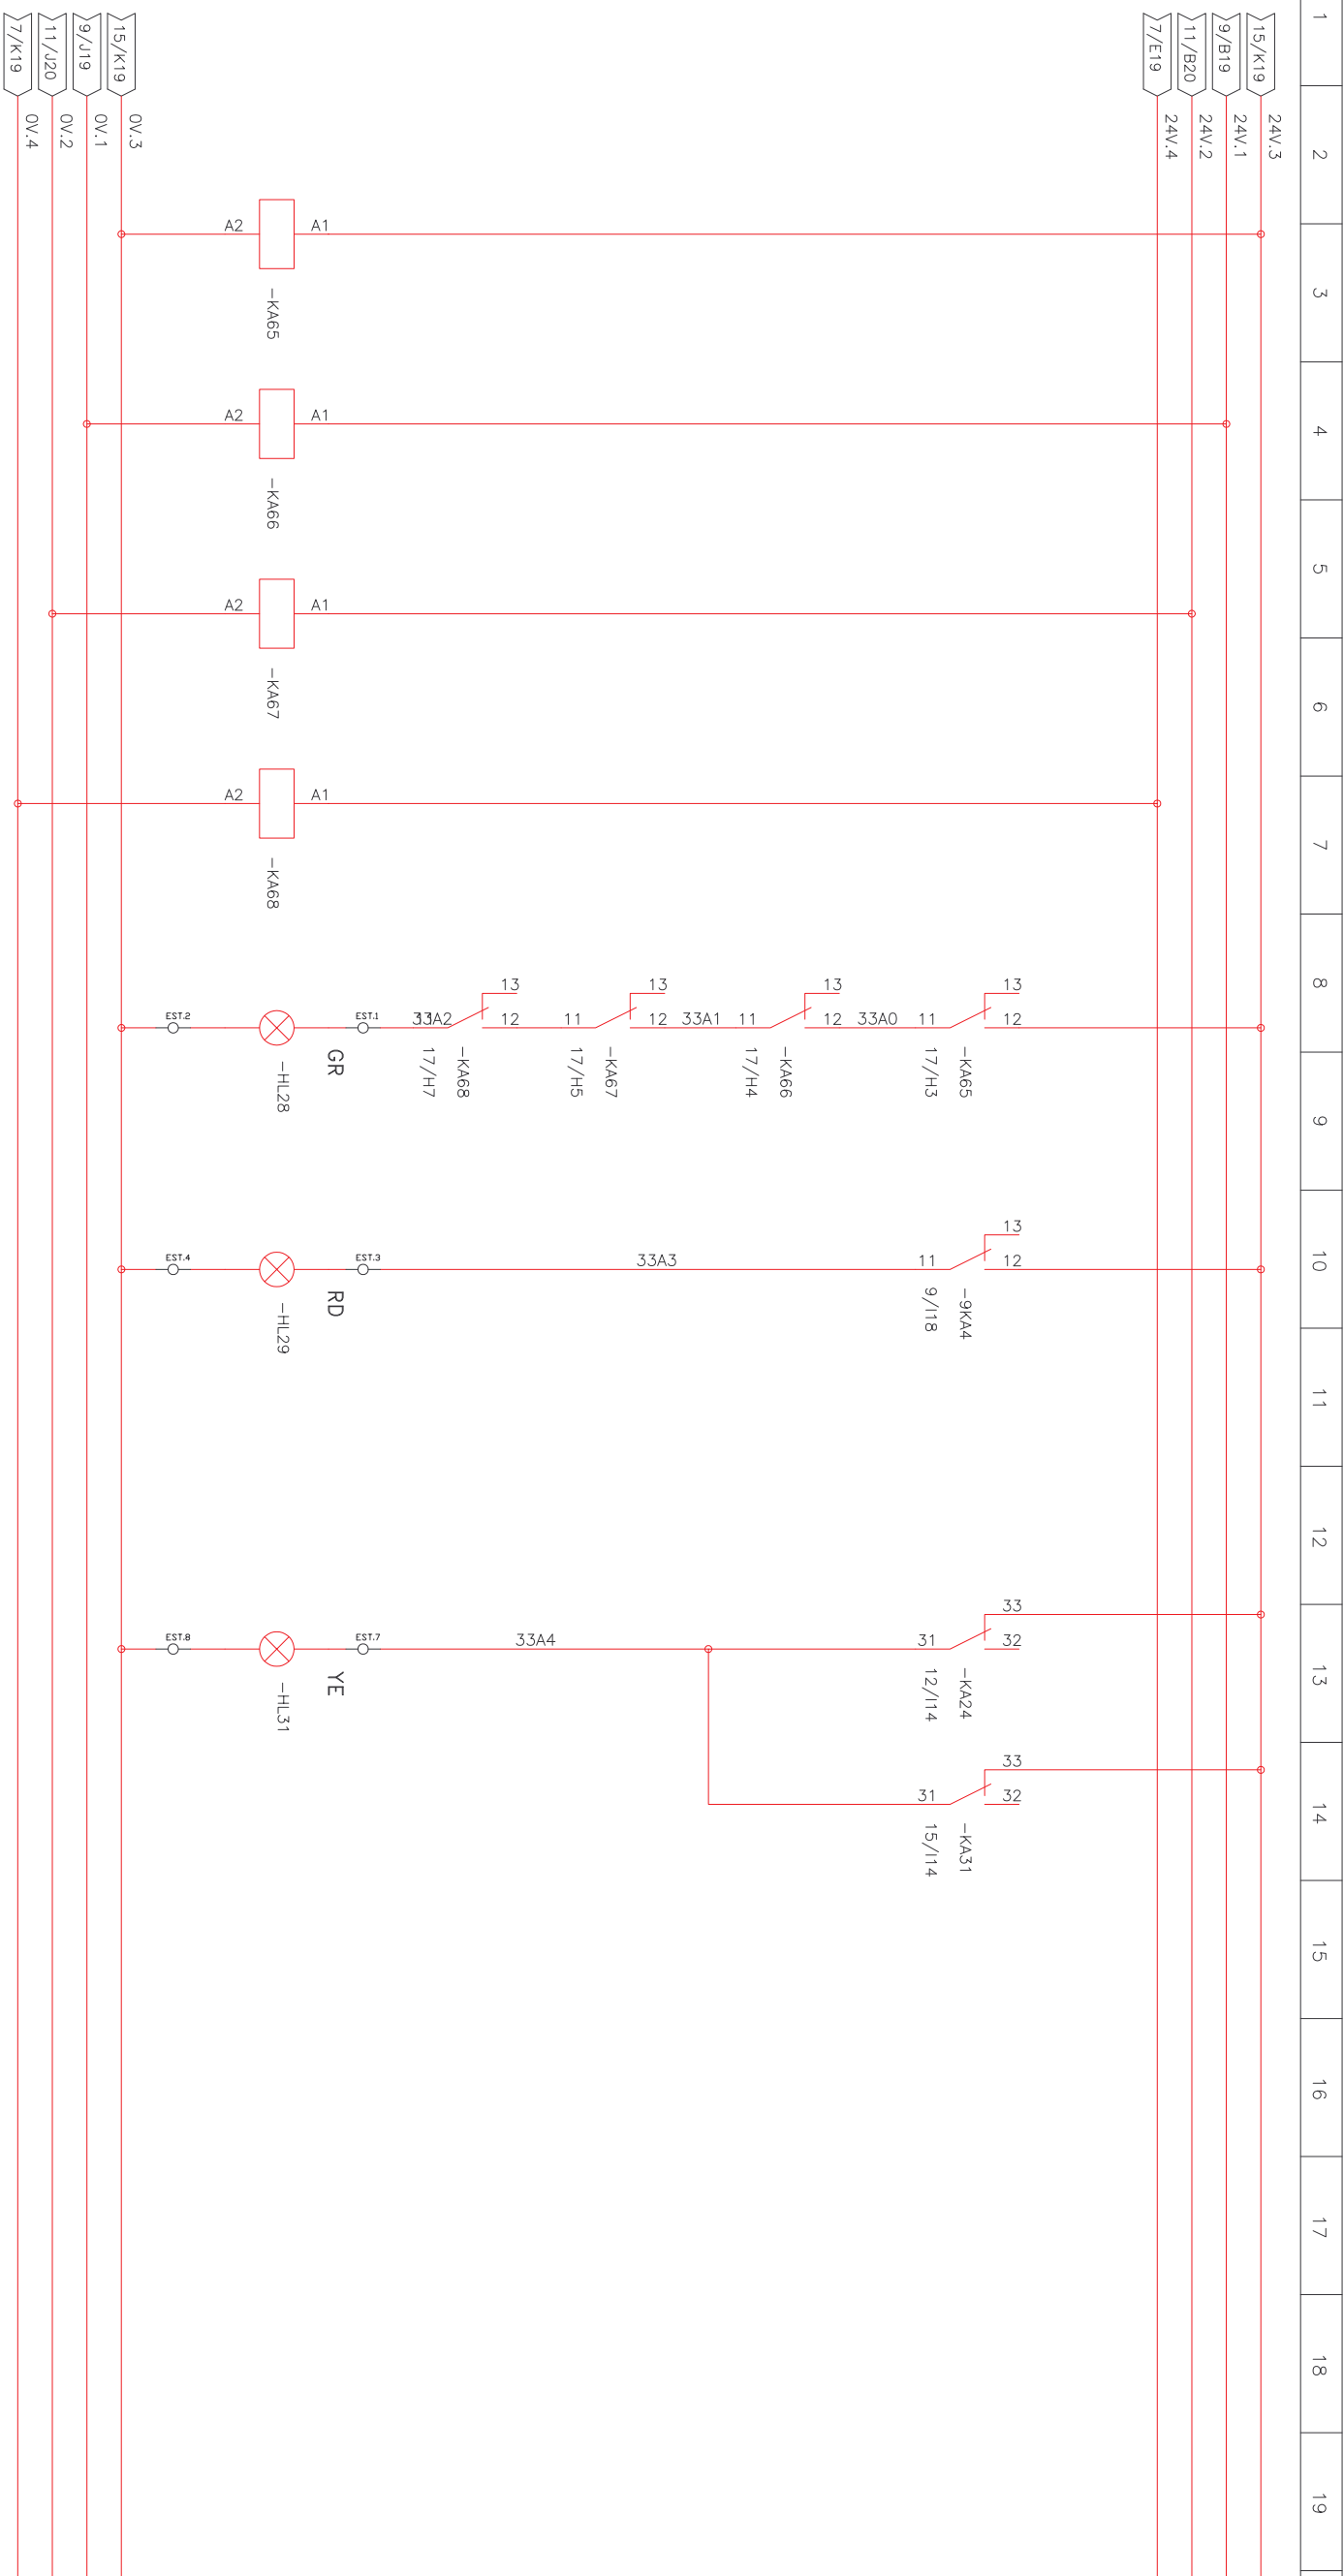 1
2
3
4
5
6
7
8
9
10
11
12
13
14
15
16
17
18
19
15/K19
24V.3
9/B19
24V.1
11/B20
24V.2
7/E19
24V.4
A1
A2
-KA65
A1
A2
-KA66
A1
A2
-KA67
A1
A2
-KA68
13
12
11
-KA65
17/H3
33A0
13
12
11
-KA66
17/H4
33A1
13
12
11
-KA67
17/H5
13
12
11
-KA68
17/H7
33A2
EST.1
GR
-HL28
EST.2
13
12
11
-9KA4
9/I18
33A3
EST.3
RD
-HL29
EST.4
33
32
31
-KA24
12/I14
33
32
31
-KA31
15/I14
33A4
EST.7
YE
-HL31
EST.8
15/K19
0V.3
9/J19
0V.1
11/J20
0V.2
7/K19
0V.4